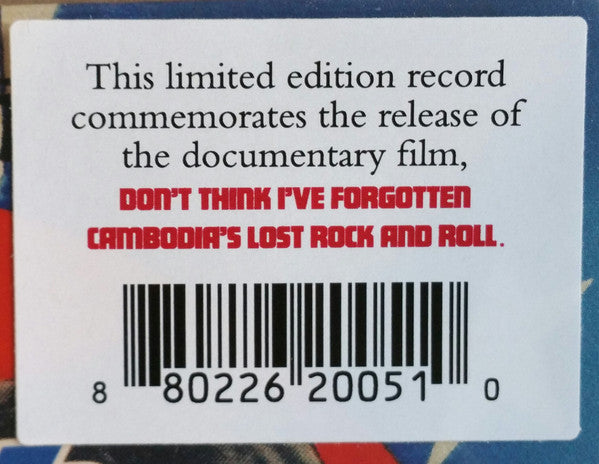 This limited edition record
commemorates the release of
the documentary film,
DON'T THINK I'VE FORGOTTEN
CAMBODIA'S LOST ROCK AND ROLL.
8 80226 20051 0